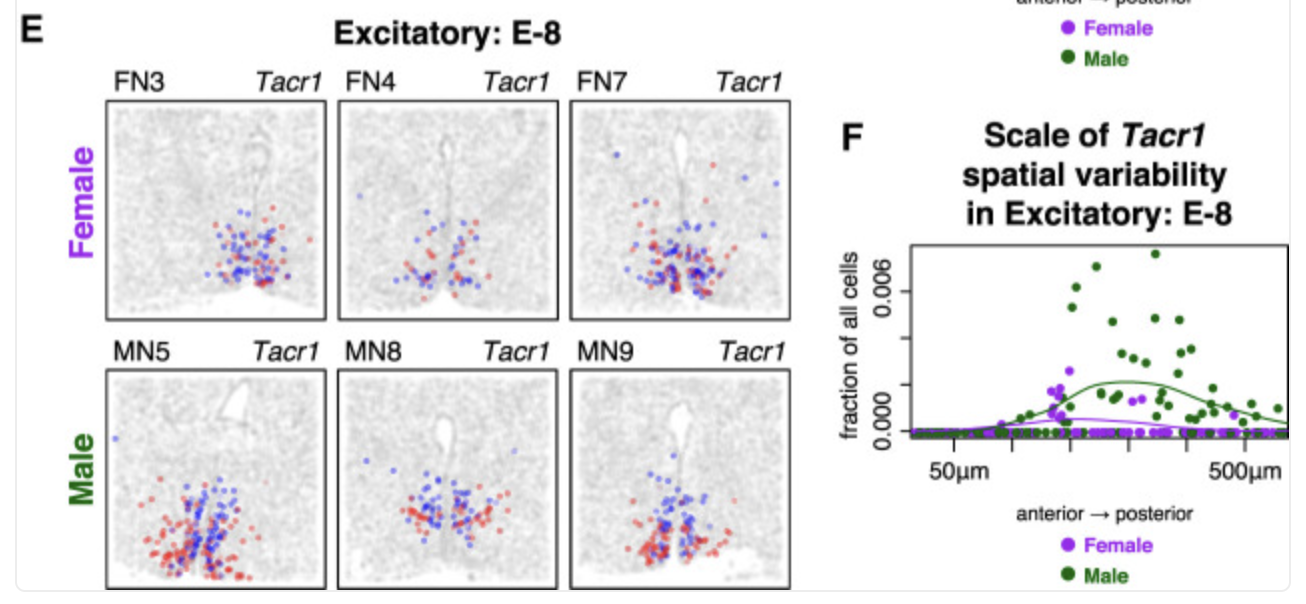 E
Excitatory: E-8
FN3 Tacr1 FN4 Tacr1 FN7 Tacr1
Female
MN5 Tacr1 MN8 Tacr1 MN9 Tacr1
Male
anterior → posterior
Female
Male
F
Scale of Tacr1
spatial variability
in Excitatory: E-8
fraction of all cells
0.006
0.000
50µm 500µm
anterior → posterior
Female
Male